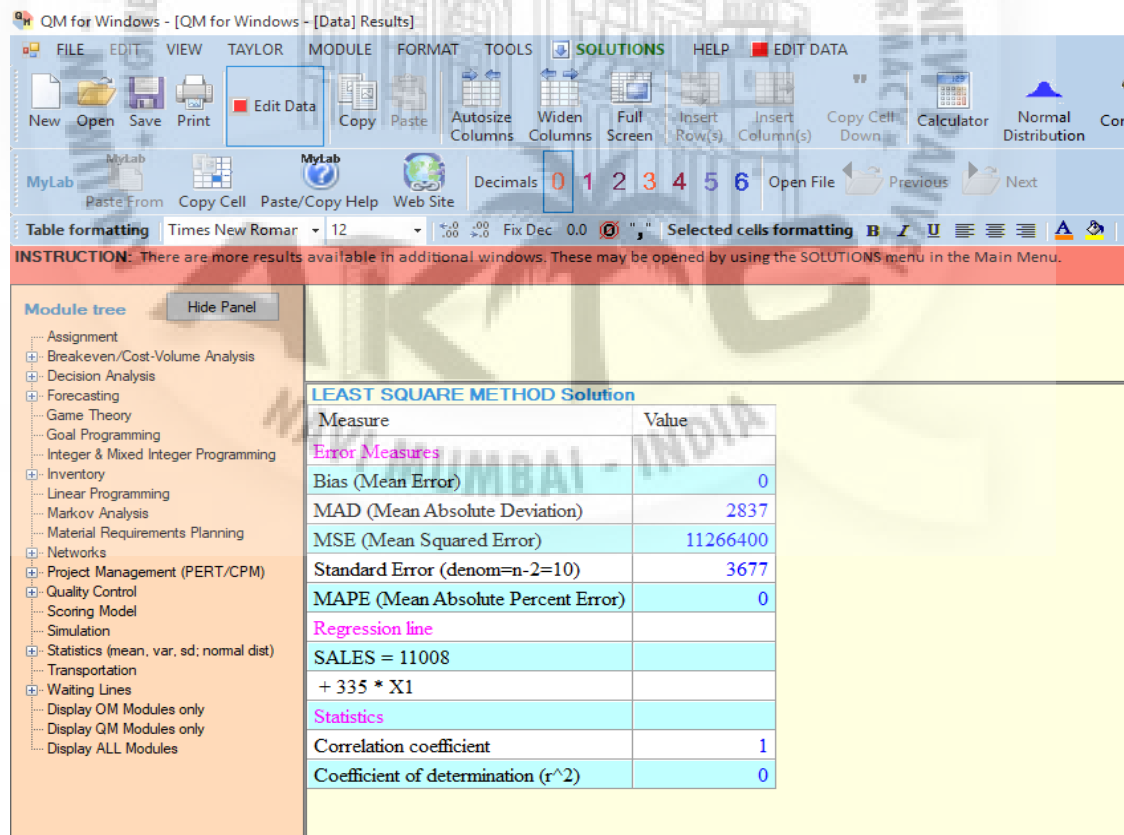 QM for Windows - [QM for Windows - [Data] Results]
FILE EDIT VIEW TAYLOR MODULE FORMAT TOOLS SOLUTIONS HELP EDIT DATA
New Open Save Print Edit Data Copy Paste Autosize Columns Widen Columns Full Screen Insert Row(s) Insert Column(s) Copy Cell Down Calculator Normal Distribution
MyLab MyLab Paste From Copy Cell MyLab Paste/Copy Help Web Site Decimals 0 1 2 3 4 5 6 Open File Previous Next
Table formatting Times New Romar 12 Fix Dec 0.0 0 "," Selected cells formatting B I U A
INSTRUCTION: There are more results available in additional windows. These may be opened by using the SOLUTIONS menu in the Main Menu.
Module tree Hide Panel
Assignment
Breakeven/Cost-Volume Analysis
Decision Analysis
Forecasting
Game Theory
Goal Programming
Integer & Mixed Integer Programming
Inventory
Linear Programming
Markov Analysis
Material Requirements Planning
Networks
Project Management (PERT/CPM)
Quality Control
Scoring Model
Simulation
Statistics (mean, var, sd; normal dist)
Transportation
Waiting Lines
Display OM Modules only
Display QM Modules only
Display ALL Modules
LEAST SQUARE METHOD Solution
Measure Value
Error Measures
Bias (Mean Error) 0
MAD (Mean Absolute Deviation) 2837
MSE (Mean Squared Error) 11266400
Standard Error (denom=n-2=10) 3677
MAPE (Mean Absolute Percent Error) 0
Regression line
SALES = 11008
+ 335 * X1
Statistics
Correlation coefficient 1
Coefficient of determination (r^2) 0
AKTC
NAVI MUMBAI - INDIA